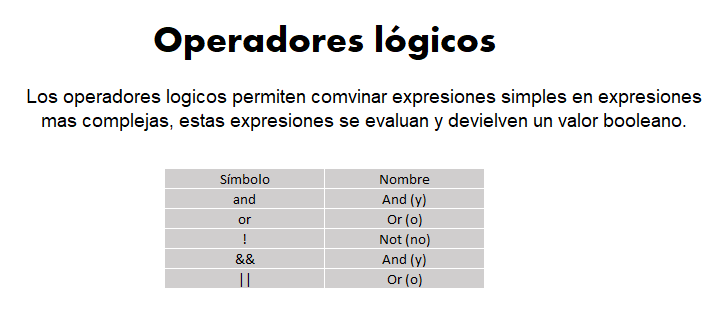 Operadores lógicos
Los operadores logicos permiten comvinar expresiones simples en expresiones
mas complejas, estas expresiones se evaluan y devielven un valor booleano.
Símbolo Nombre
and And (y)
or Or (o)
! Not (no)
&& And (y)
|| Or (o)